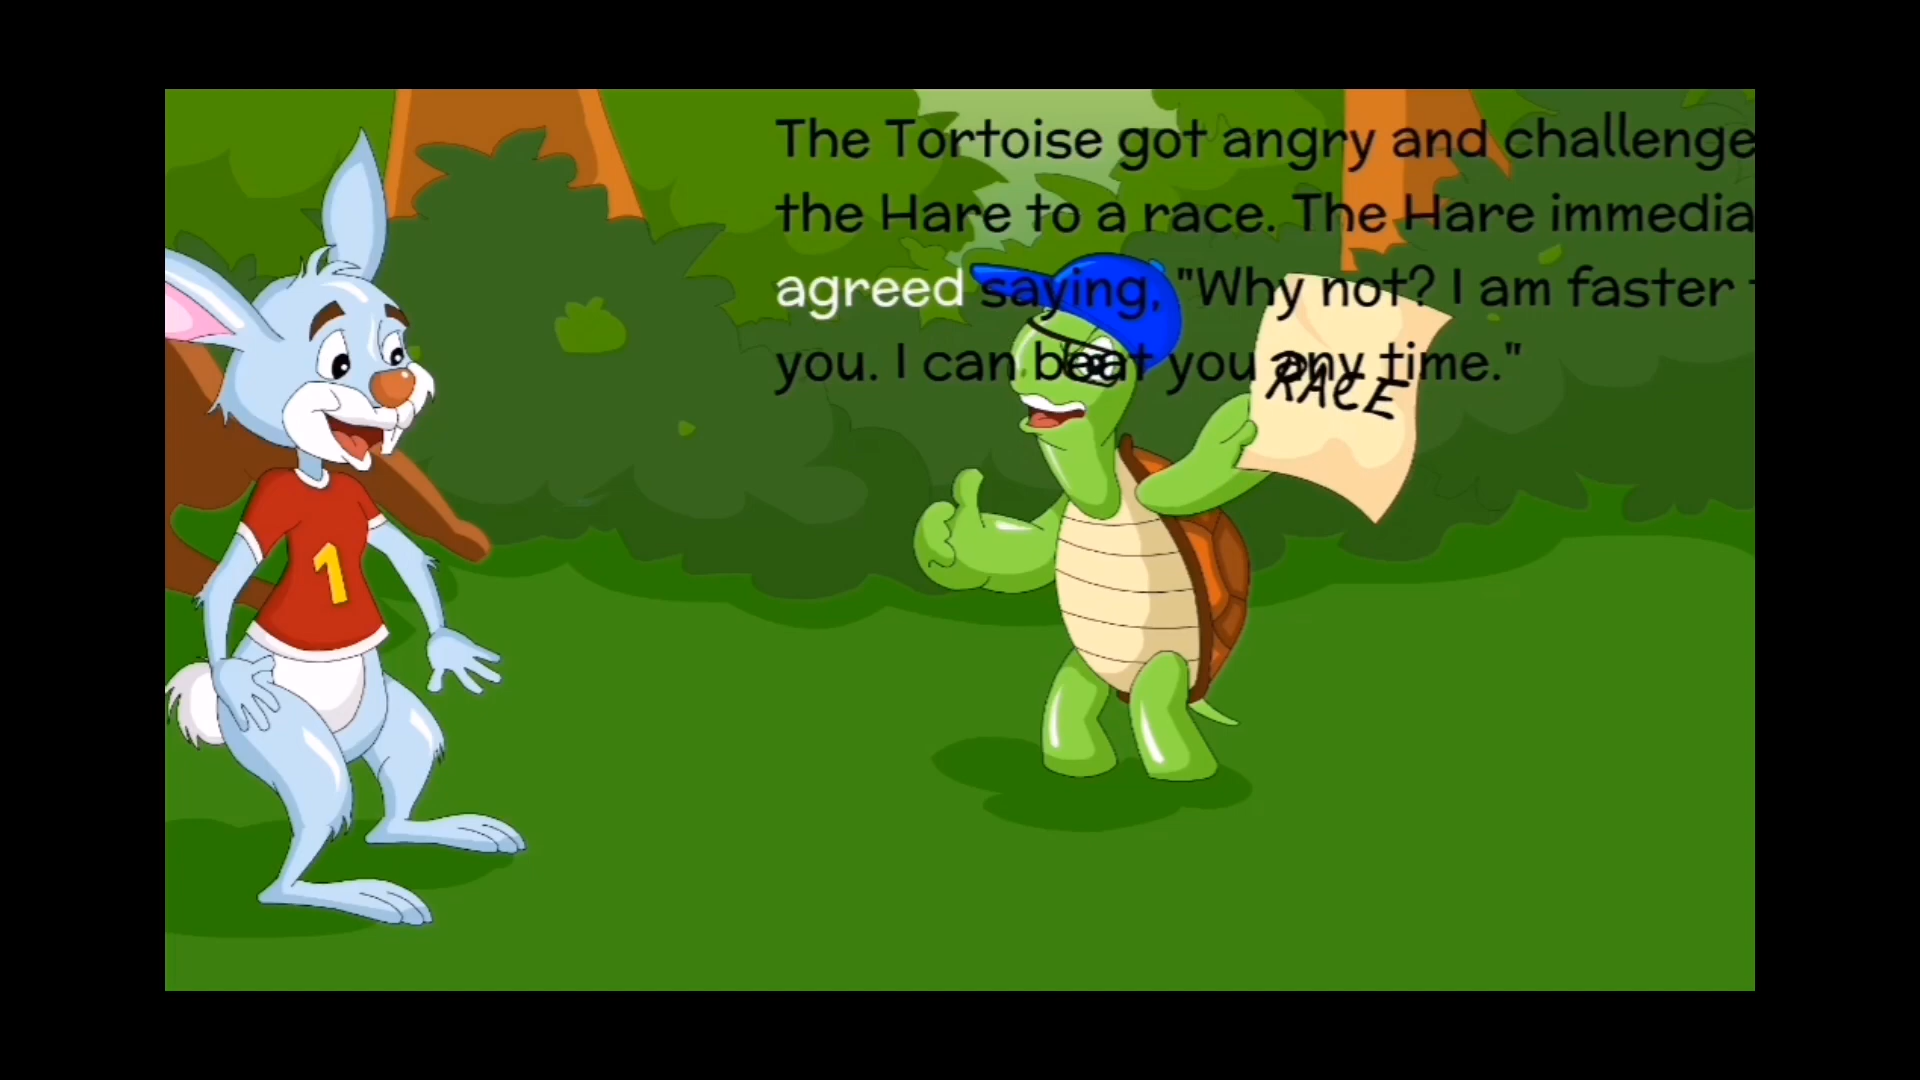 The Tortoise got angry and challenge
the Hare to a race. The Hare immedia
agreed saying, "Why not? I am faster
you. I can beat you any time."
RACE
1